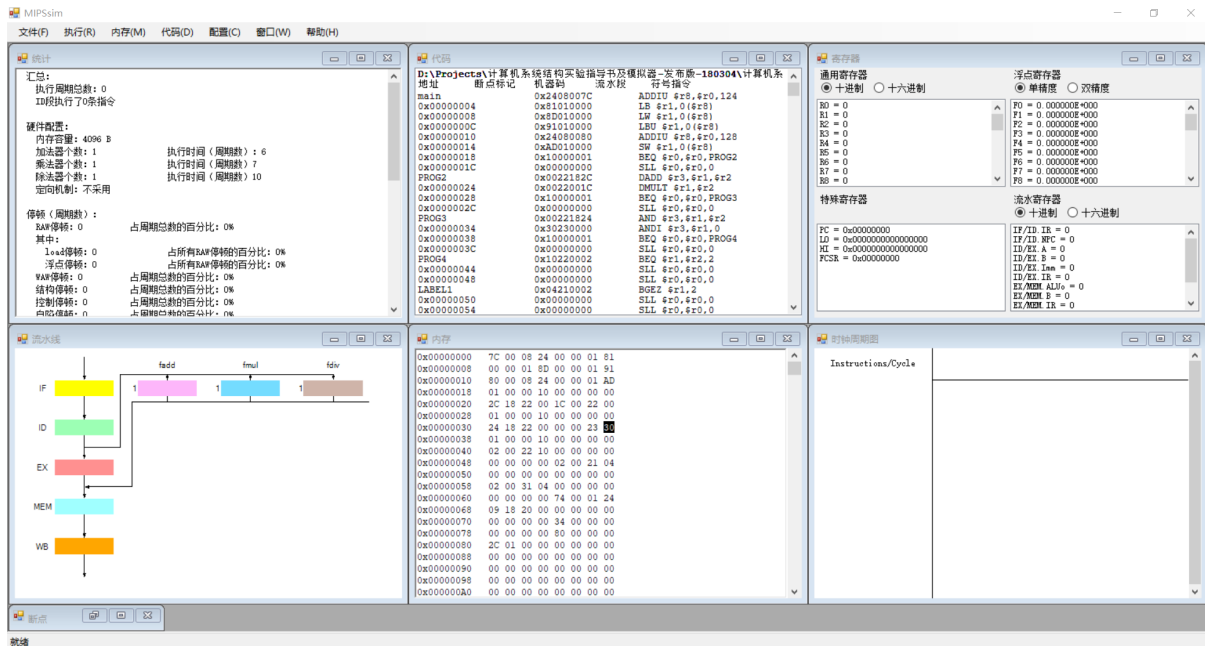 MIPSsim
文件(F) 执行(R) 内存(M) 代码(D) 配置(C) 窗口(W) 帮助(H)
统计
汇总:
执行周期总数: 0
ID段执行了0条指令
硬件配置:
内存容量: 4096 B
加法器个数: 1 执行时间（周期数）: 6
乘法器个数: 1 执行时间（周期数）7
除法器个数: 1 执行时间（周期数）10
定向机制: 不采用
停顿（周期数）:
RAW停顿: 0 占周期总数的百分比: 0%
其中:
load停顿: 0 占所有RAW停顿的百分比: 0%
浮点停顿: 0 占所有RAW停顿的百分比: 0%
WAW停顿: 0 占周期总数的百分比: 0%
结构停顿: 0 占周期总数的百分比: 0%
控制停顿: 0 占周期总数的百分比: 0%
自陷停顿: 0 占周期总数的百分比: 0%
代码
D:\Projects\计算机系统结构实验指导书及模拟器-发布版-180304\计算机系
地址 断点标记 机器码 流水段 符号指令
main 0x2408007C ADDIU $r8,$r0,124
0x00000004 0x81010000 LB $r1,0($r8)
0x00000008 0x8D010000 LW $r1,0($r8)
0x0000000C 0x91010000 LBU $r1,0($r8)
0x00000010 0x24080080 ADDIU $r8,$r0,128
0x00000014 0xAD010000 SW $r1,0($r8)
0x00000018 0x10000001 BEQ $r0,$r0,PROG2
0x0000001C 0x00000000 SLL $r0,$r0,0
PROG2 0x0022182C DADD $r3,$r1,$r2
0x00000024 0x0022001C DMULT $r1,$r2
0x00000028 0x10000001 BEQ $r0,$r0,PROG3
0x0000002C 0x00000000 SLL $r0,$r0,0
PROG3 0x00221824 AND $r3,$r1,$r2
0x00000034 0x30230000 ANDI $r3,$r1,0
0x00000038 0x10000001 BEQ $r0,$r0,PROG4
0x0000003C 0x00000000 SLL $r0,$r0,0
PROG4 0x10220002 BEQ $r1,$r2,2
0x00000044 0x00000000 SLL $r0,$r0,0
0x00000048 0x00000000 SLL $r0,$r0,0
LABEL1 0x04210002 BGEZ $r1,2
0x00000050 0x00000000 SLL $r0,$r0,0
0x00000054 0x00000000 SLL $r0,$r0,0
寄存器
通用寄存器
十进制 十六进制
R0 = 0
R1 = 0
R2 = 0
R3 = 0
R4 = 0
R5 = 0
R6 = 0
R7 = 0
R8 = 0
浮点寄存器
单精度 双精度
F0 = 0.000000E+000
F1 = 0.000000E+000
F2 = 0.000000E+000
F3 = 0.000000E+000
F4 = 0.000000E+000
F5 = 0.000000E+000
F6 = 0.000000E+000
F7 = 0.000000E+000
F8 = 0.000000E+000
特殊寄存器
PC = 0x00000000
LO = 0x0000000000000000
HI = 0x0000000000000000
FCSR = 0x00000000
流水寄存器
十进制 十六进制
IF/ID.IR = 0
IF/ID.NPC = 0
ID/EX.A = 0
ID/EX.B = 0
ID/EX.Imm = 0
ID/EX.IR = 0
EX/MEM.ALUo = 0
EX/MEM.B = 0
EX/MEM.IR = 0
流水线
fadd fmul fdiv
IF 1 1 1
ID
EX
MEM
WB
内存
0x00000000 7C 00 08 24 00 00 01 81
0x00000008 00 00 01 8D 00 00 01 91
0x00000010 80 00 08 24 00 00 01 AD
0x00000018 01 00 00 10 00 00 00 00
0x00000020 2C 18 22 00 1C 00 22 00
0x00000028 01 00 00 10 00 00 00 00
0x00000030 24 18 22 00 00 00 23 30
0x00000038 01 00 00 10 00 00 00 00
0x00000040 02 00 22 10 00 00 00 00
0x00000048 00 00 00 00 02 00 21 04
0x00000050 00 00 00 00 00 00 00 00
0x00000058 02 00 31 04 00 00 00 00
0x00000060 00 00 00 00 74 00 01 24
0x00000068 09 18 20 00 00 00 00 00
0x00000070 00 00 00 00 34 00 00 00
0x00000078 00 00 00 00 80 00 00 00
0x00000080 2C 01 00 00 00 00 00 00
0x00000088 00 00 00 00 00 00 00 00
0x00000090 00 00 00 00 00 00 00 00
0x00000098 00 00 00 00 00 00 00 00
0x000000A0 00 00 00 00 00 00 00 00
时钟周期图
Instructions/Cycle
断点
就绪